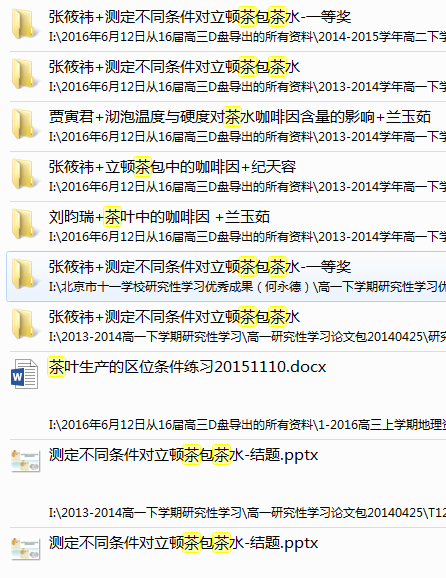 张筱祎+测定不同条件对立顿茶包茶水-一等奖
I:\2016年6月12日从16届高三D盘导出的所有资料\2014-2015学年高二下学
张筱祎+测定不同条件对立顿茶包茶水
I:\2016年6月12日从16届高三D盘导出的所有资料\2013-2014学年高一下学
贾寅君+沏泡温度与硬度对茶水咖啡因含量的影响+兰玉茹
I:\2016年6月12日从16届高三D盘导出的所有资料\2013-2014学年高一下学
张筱祎+立顿茶包中的咖啡因+纪天容
I:\2016年6月12日从16届高三D盘导出的所有资料\2013-2014学年高一下学
刘昀瑞+茶叶中的咖啡因 +兰玉茹
I:\2016年6月12日从16届高三D盘导出的所有资料\2013-2014学年高一下学
张筱祎+测定不同条件对立顿茶包茶水-一等奖
I:\北京市十一学校研究性学习优秀成果（何永德）\高一下学期研究性学习优
张筱祎+测定不同条件对立顿茶包茶水
I:\2013-2014高一下学期研究性学习\高一研究性学习论文包20140425\研究
茶叶生产的区位条件练习20151110.docx
I:\2016年6月12日从16届高三D盘导出的所有资料\1-2016高三上学期地理资
测定不同条件对立顿茶包茶水-结题.pptx
I:\2013-2014高一下学期研究性学习\高一研究性学习论文包20140425\T12
测定不同条件对立顿茶包茶水-结题.pptx